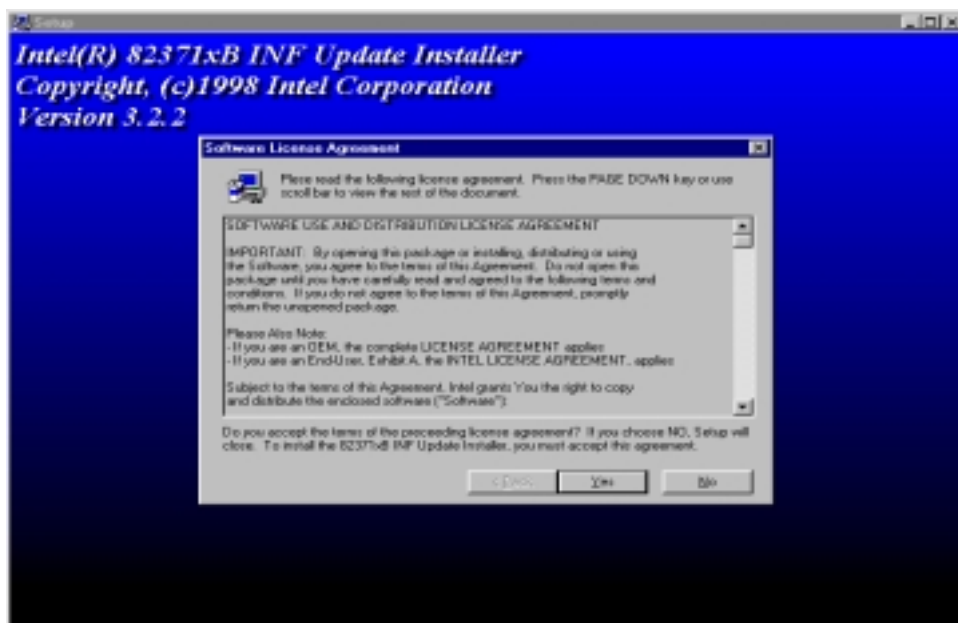 Setup
Intel(R) 82371xB INF Update Installer
Copyright, (c)1998 Intel Corporation
Version 3.2.2
Software License Agreement
Please read the following license agreement. Press the PAGE DOWN key or use
scroll bar to view the rest of the document.
SOFTWARE USE AND DISTRIBUTION LICENSE AGREEMENT
IMPORTANT: By opening this package or installing, distributing or using
the Software, you agree to the terms of this Agreement. Do not open this
package until you have carefully read and agreed to the following terms and
conditions. If you do not agree to the terms of this Agreement, promptly
return the unopened package.
Please Also Note:
-If you are an OEM, the complete LICENSE AGREEMENT applies
-If you are an End-User, Exhibit A, the INTEL LICENSE AGREEMENT, applies
Subject to the terms of this Agreement, Intel grants You the right to copy
and distribute the enclosed software ("Software"):
Do you accept the terms of the preceeding license agreement? If you choose NO, Setup will
close. To install the 82371xB INF Update Installer, you must accept this agreement.
< Back
Yes
No